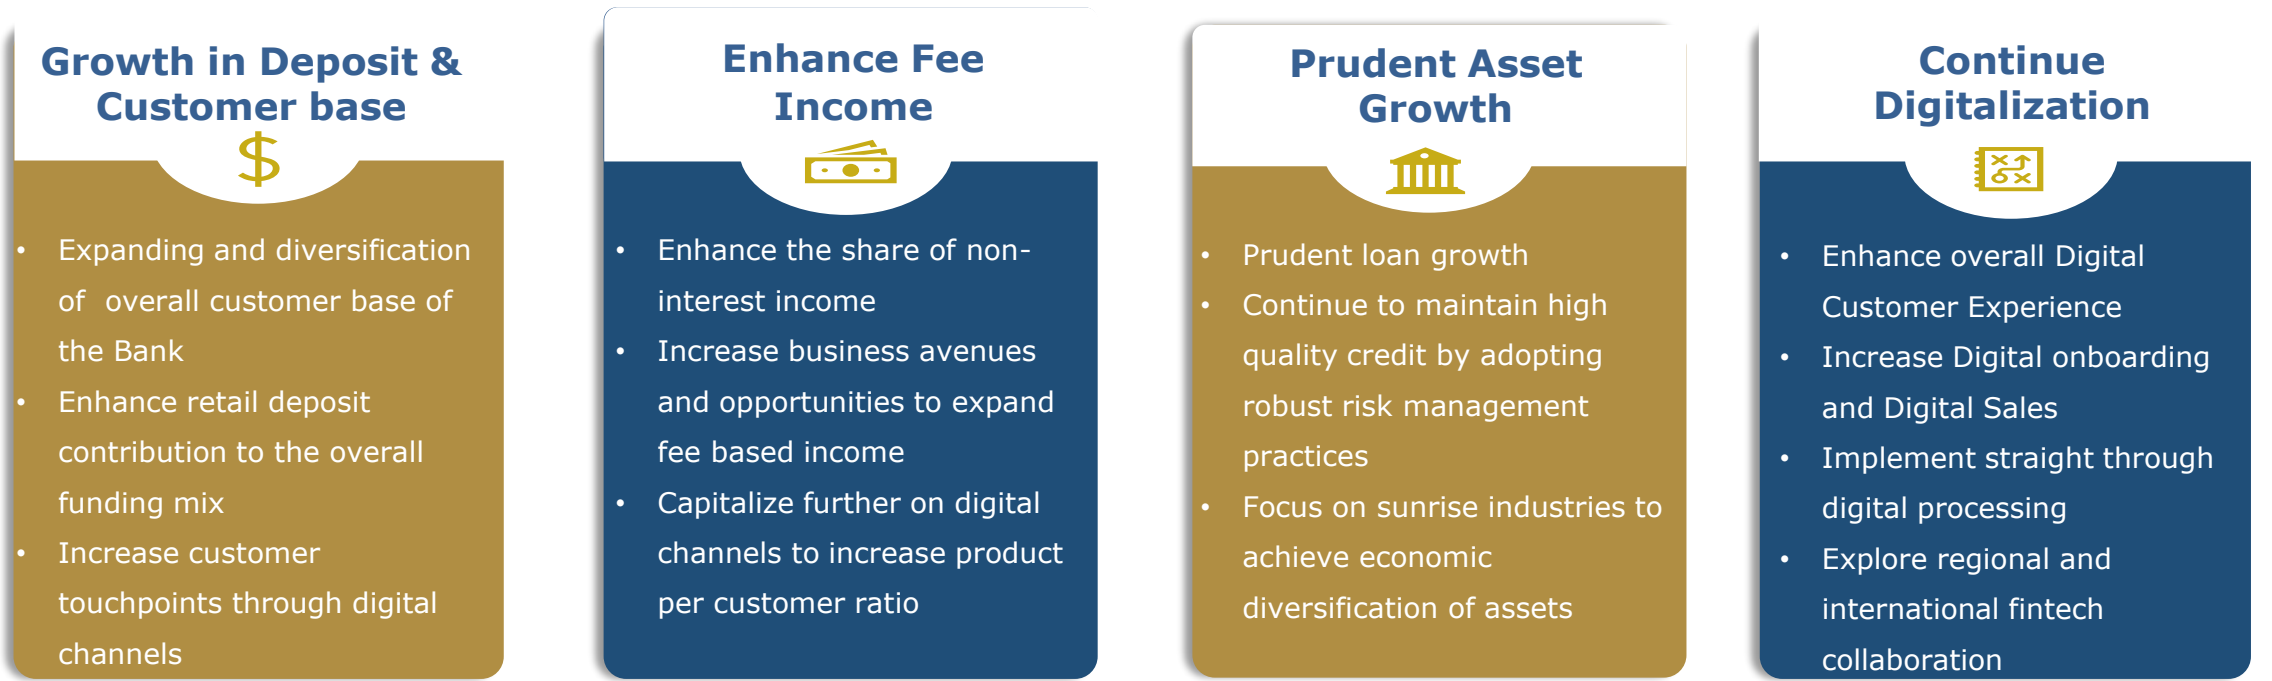 Growth in Deposit &
Customer base
• Expanding and diversification
of  overall customer base of
the Bank
• Enhance retail deposit
contribution to the overall
funding mix
• Increase customer
touchpoints through digital
channels
Enhance Fee
Income
• Enhance the share of non-
interest income
• Increase business avenues
and opportunities to expand
fee based income
• Capitalize further on digital
channels to increase product
per customer ratio
Prudent Asset
Growth
• Prudent loan growth
• Continue to maintain high
quality credit by adopting
robust risk management
practices
• Focus on sunrise industries to
achieve economic
diversification of assets
Continue
Digitalization
• Enhance overall Digital
Customer Experience
• Increase Digital onboarding
and Digital Sales
• Implement straight through
digital processing
• Explore regional and
international fintech
collaboration